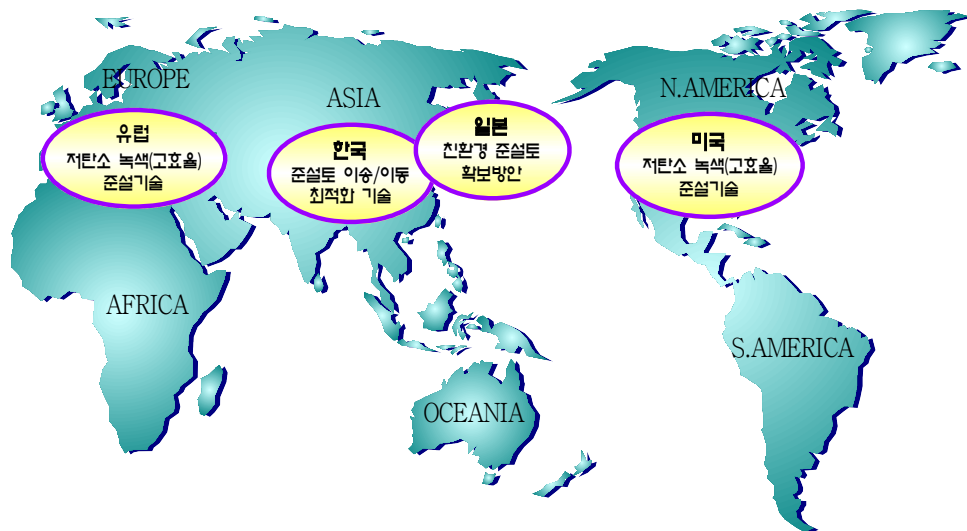 EUROPE
유럽
저탄소 녹색(고효율)
준설기술
ASIA
한국
준설토 이송/이동
최적화 기술
일본
친환경 준설토
확보방안
N.AMERICA
미국
저탄소 녹색(고효율)
준설기술
AFRICA
S.AMERICA
OCEANIA